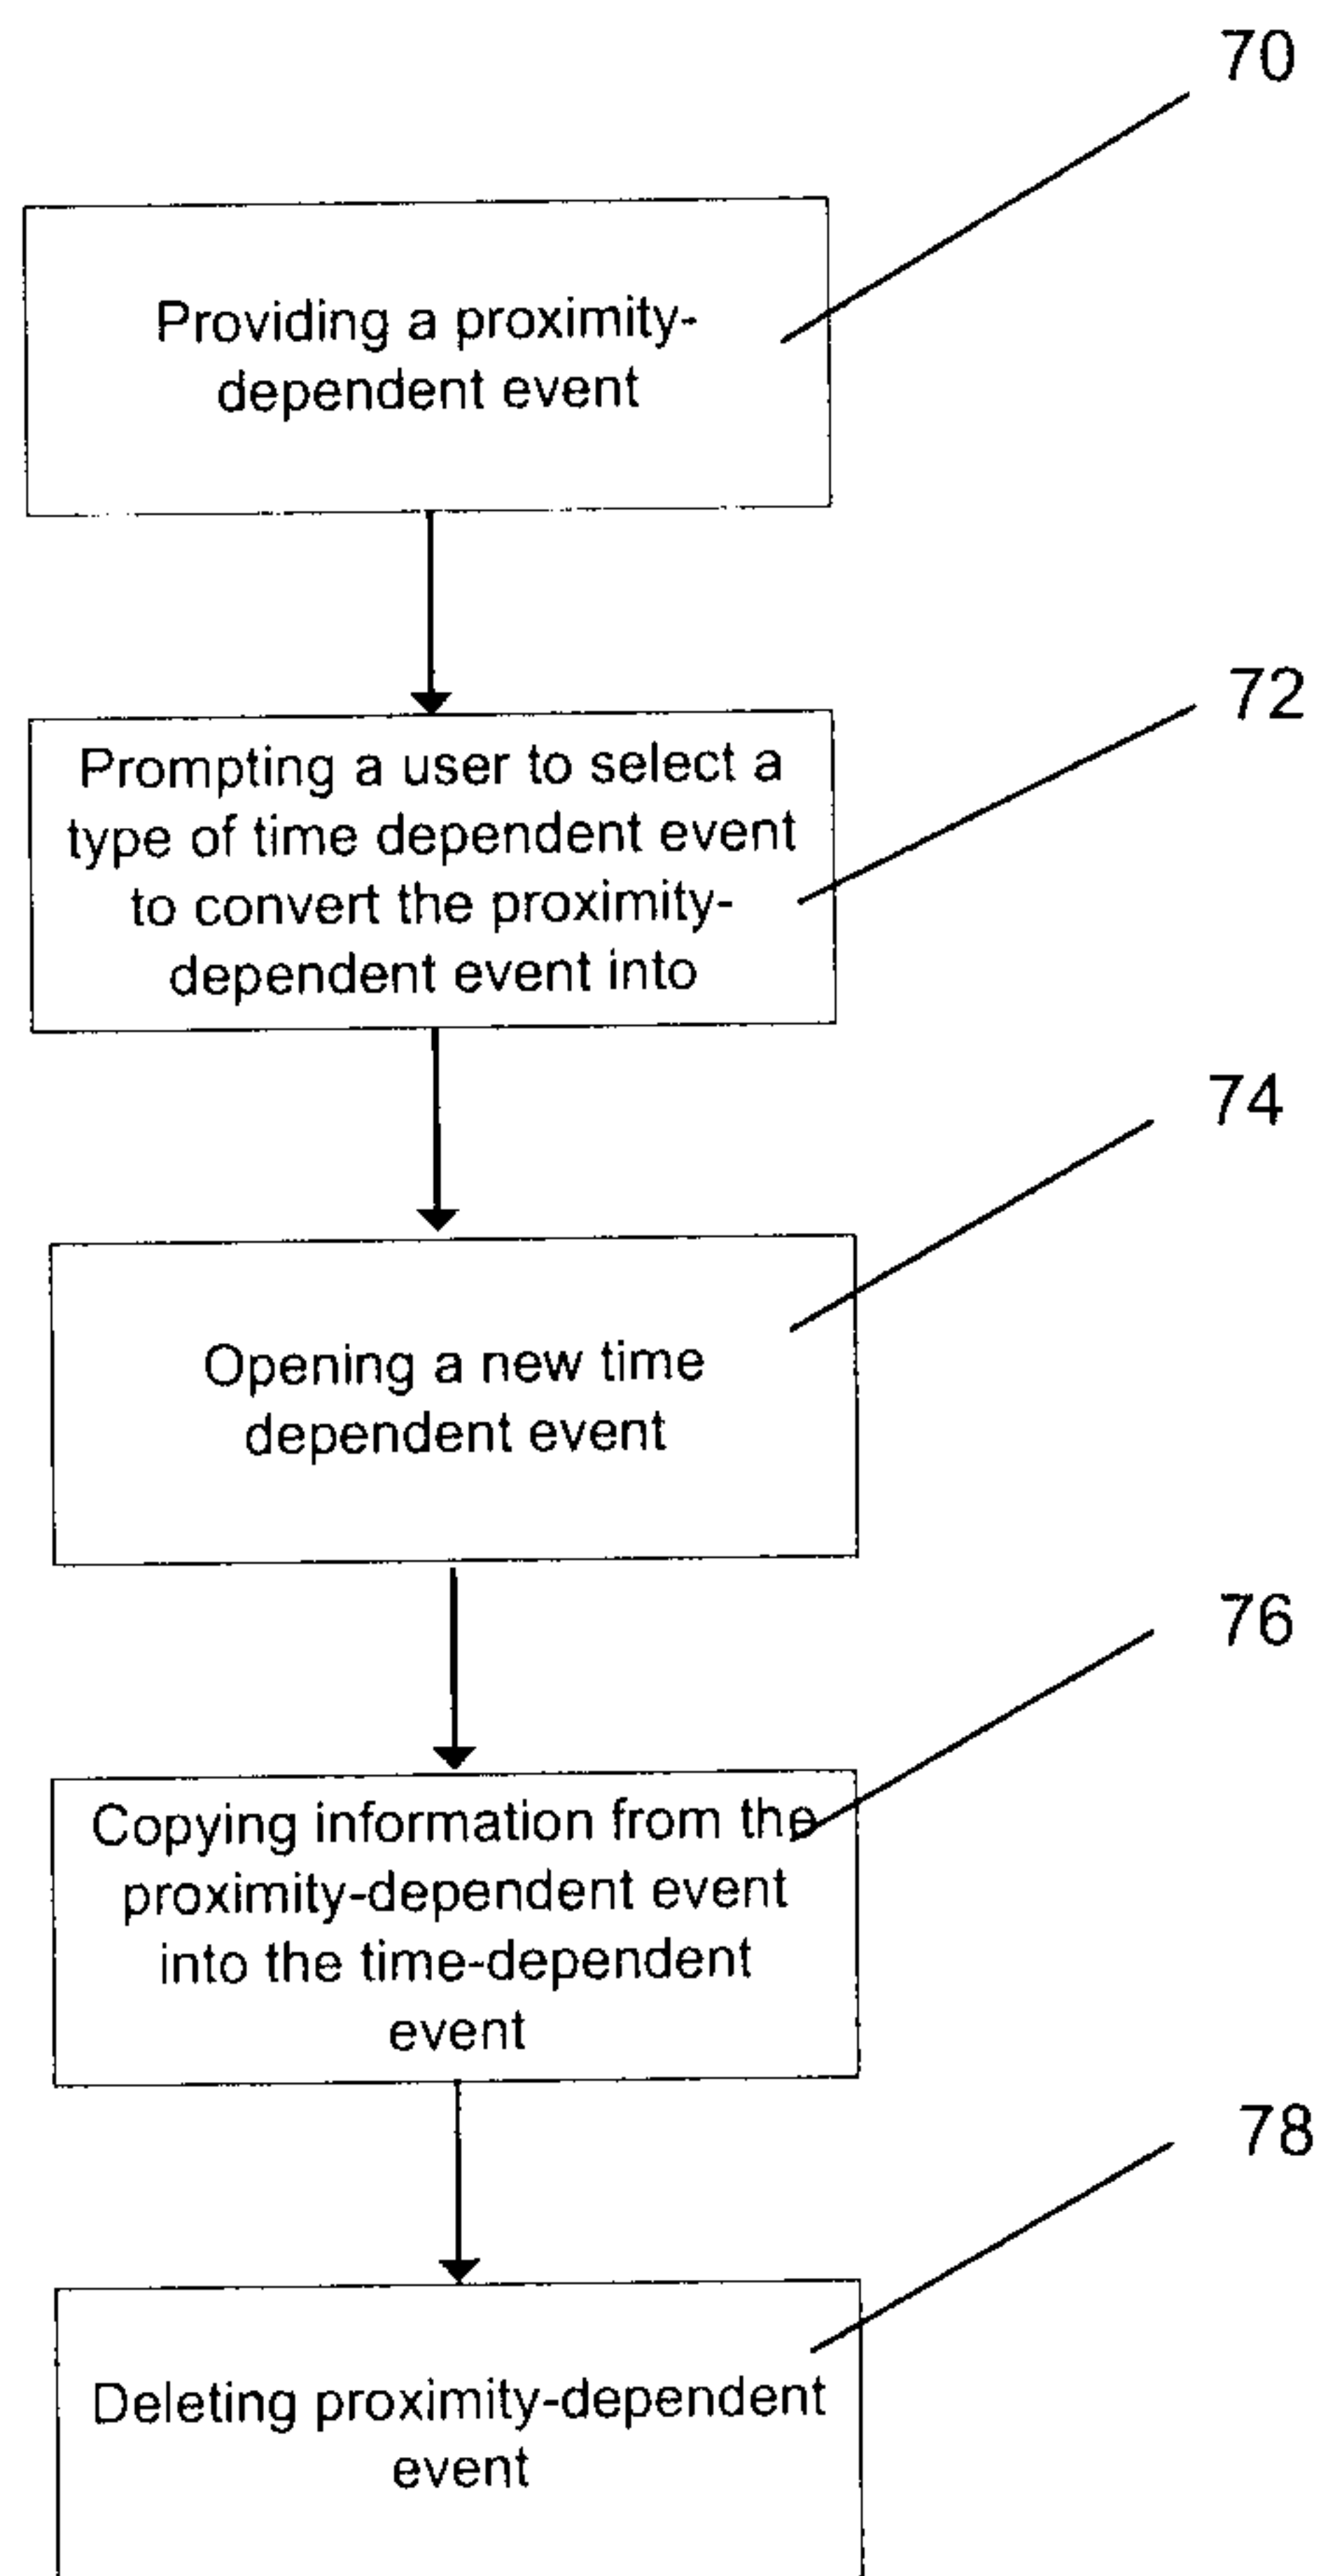 70
Providing a proximity-
dependent event
72
Prompting a user to select a
type of time dependent event
to convert the proximity-
dependent event into
74
Opening a new time
dependent event
76
Copying information from the
proximity-dependent event
into the time-dependent
event
78
Deleting proximity-dependent
event